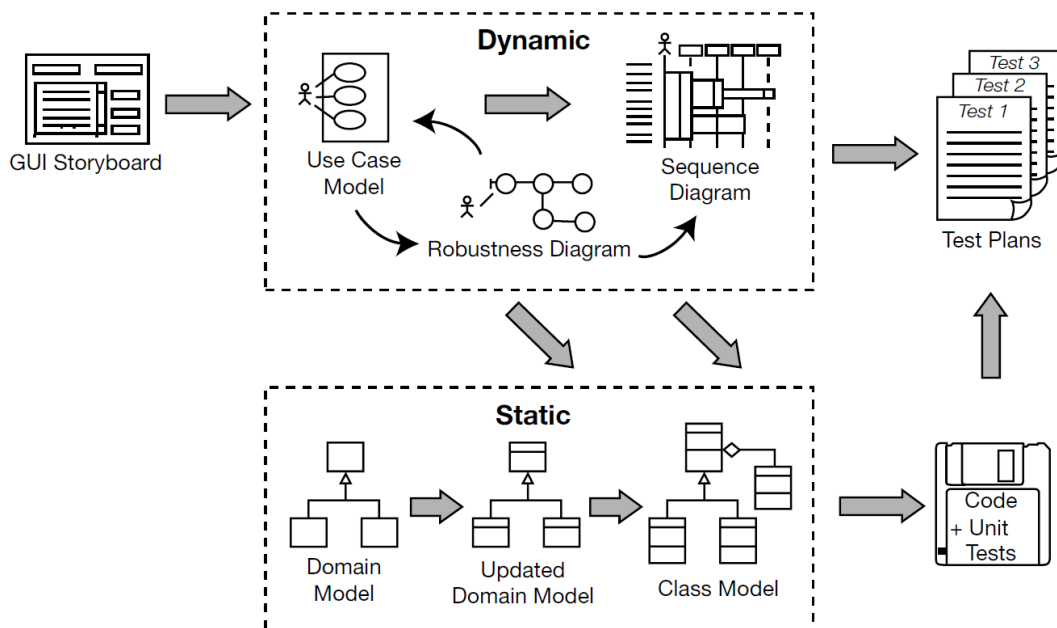 Dynamic
GUI Storyboard
Use Case
Model
Robustness Diagram
Sequence
Diagram
Test 3
Test 2
Test 1
Test Plans
Static
Domain
Model
Updated
Domain Model
Class Model
Code
+ Unit
Tests